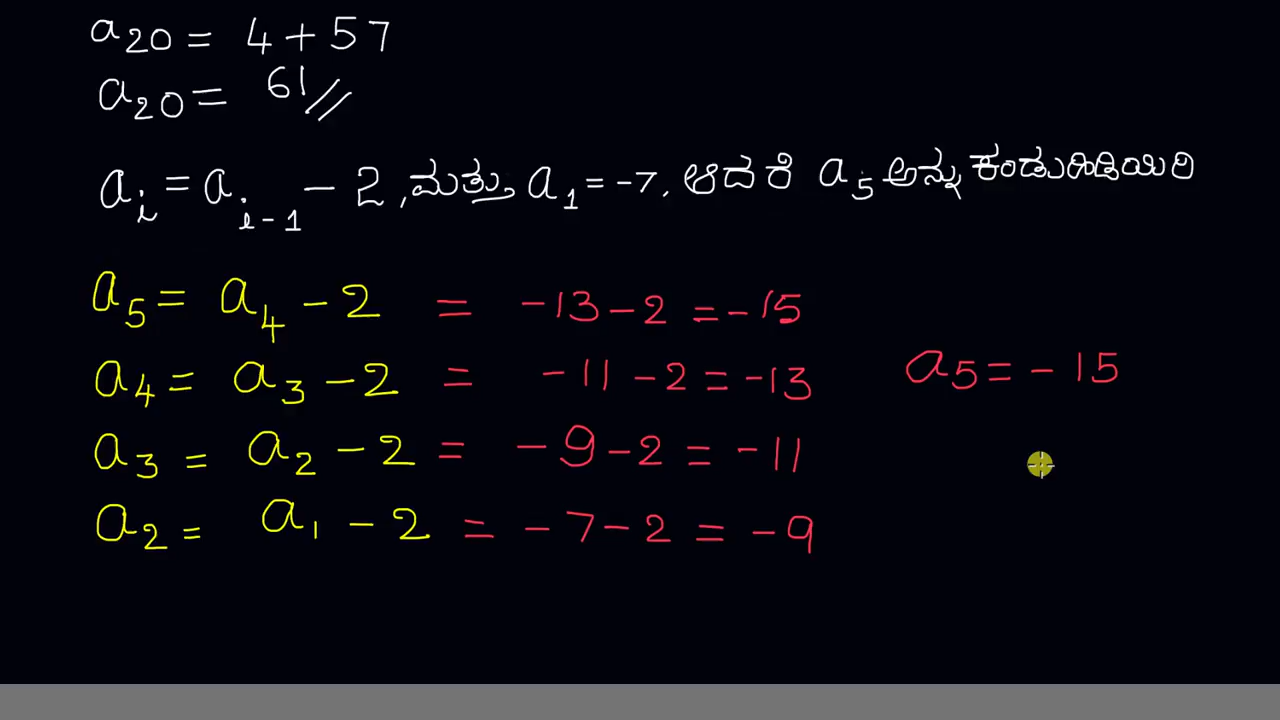 a₂₀ = 4 + 57
a₂₀ = 61//
aᵢ = aᵢ₋₁ − 2 , ಮತ್ತು a₁ = -7, ಆದರೆ a₅ ಅನ್ನು ಕಂಡುಹಿಡಿಯಿರಿ
a₅ = a₄ − 2 = −13 − 2 = −15
a₄ = a₃ − 2 = −11 − 2 = −13
a₅ = − 15
a₃ = a₂ − 2 = −9 − 2 = −11
a₂ = a₁ − 2 = −7 − 2 = −9